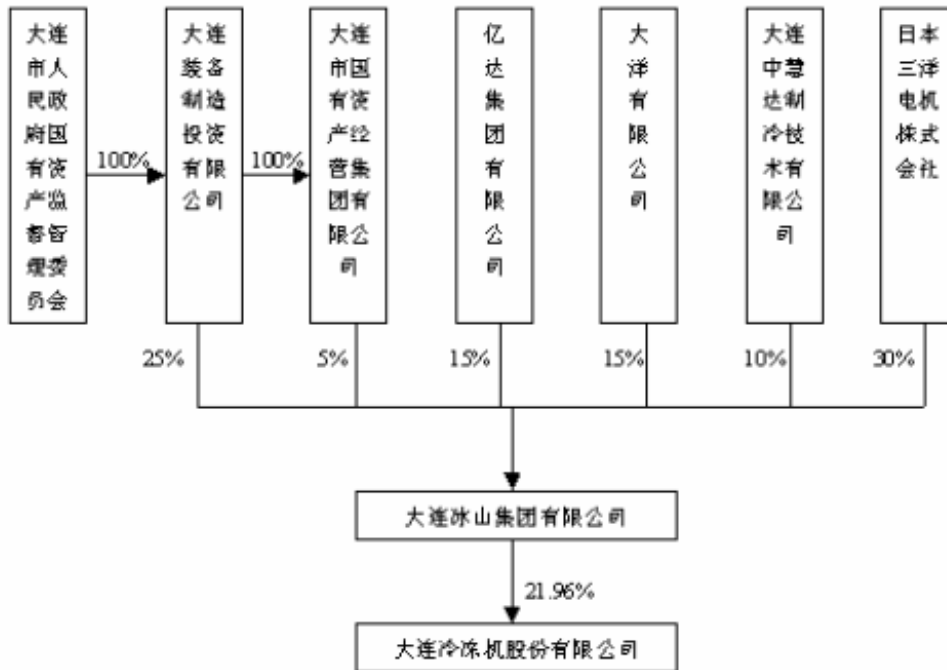 大连
市人
民政
府国
有资
产监
督管
理委
员会
100%
大连
装备
制造
投资
有限
公司
100%
大连
市国
有资
产经
营集
团有
限公
司
亿
达
集
团
有
限
公
司
大
洋
有
限
公
司
大连
中慧
达制
冷技
术有
限公
司
日本
三洋
电机
株式
会社
25%
5%
15%
15%
10%
30%
大连冰山集团有限公司
21.96%
大连冷冻机股份有限公司